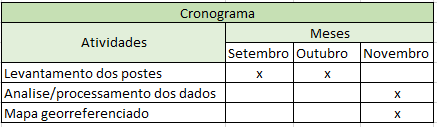 Cronograma
Atividades
Meses
Setembro Outubro Novembro
Levantamento dos postes x x
Analise/processamento dos dados x
Mapa georreferenciado x